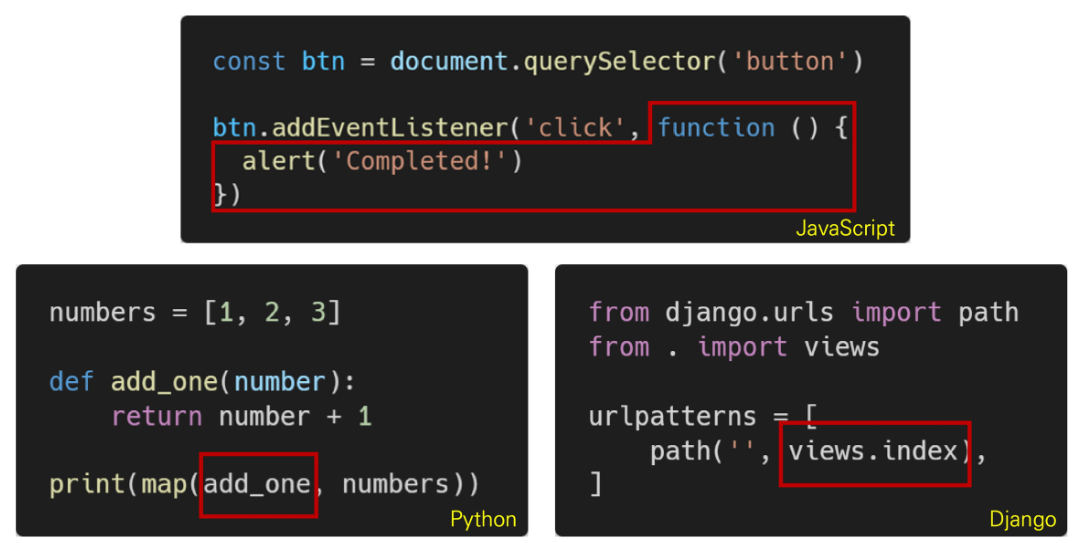 const btn = document.querySelector('button')
btn.addEventListener('click', function () {
  alert('Completed!')
})
JavaScript
numbers = [1, 2, 3]
def add_one(number):
    return number + 1
print(map(add_one, numbers))
Python
from django.urls import path
from . import views
urlpatterns = [
    path('', views.index),
]
Django